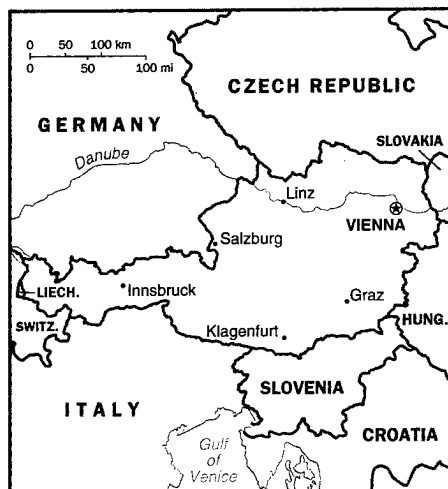 0 50 100 km
0 50 100 mi
CZECH REPUBLIC
GERMANY
SLOVAKIA
Danube
Linz
VIENNA
Salzburg
LIECH.
Innsbruck
Graz
SWITZ.
HUNG.
Klagenfurt
SLOVENIA
ITALY
Gulf
of
Venice
CROATIA